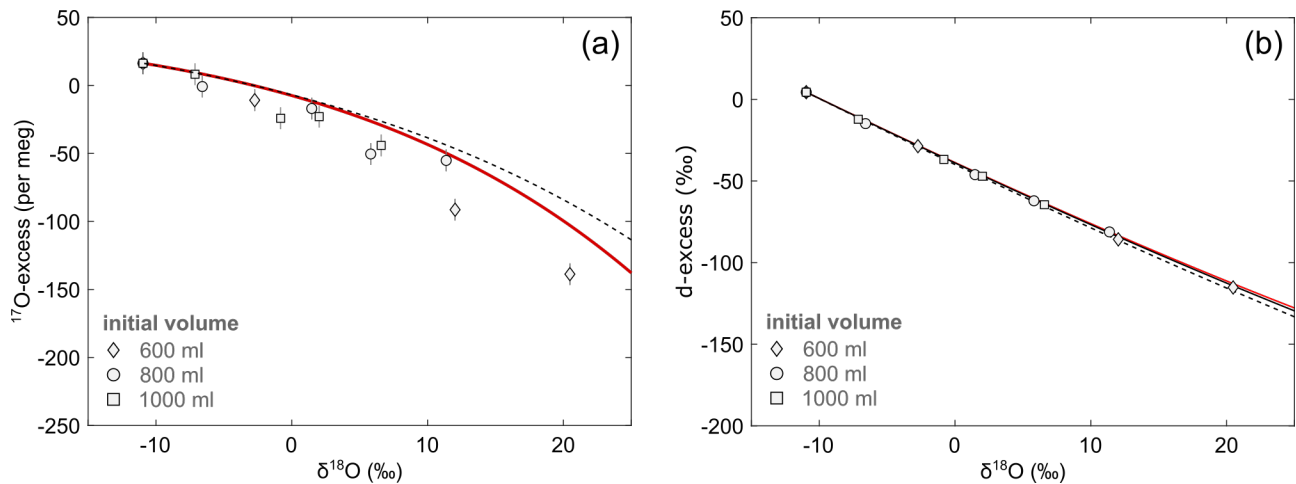 (a)
50
0
-50
-100
-150
-200
-250
¹⁷O-excess (per meg)
initial volume
600 ml
800 ml
1000 ml
-10
0
10
20
δ¹⁸O (‰)
(b)
50
0
-50
-100
-150
-200
d-excess (‰)
initial volume
600 ml
800 ml
1000 ml
-10
0
10
20
δ¹⁸O (‰)